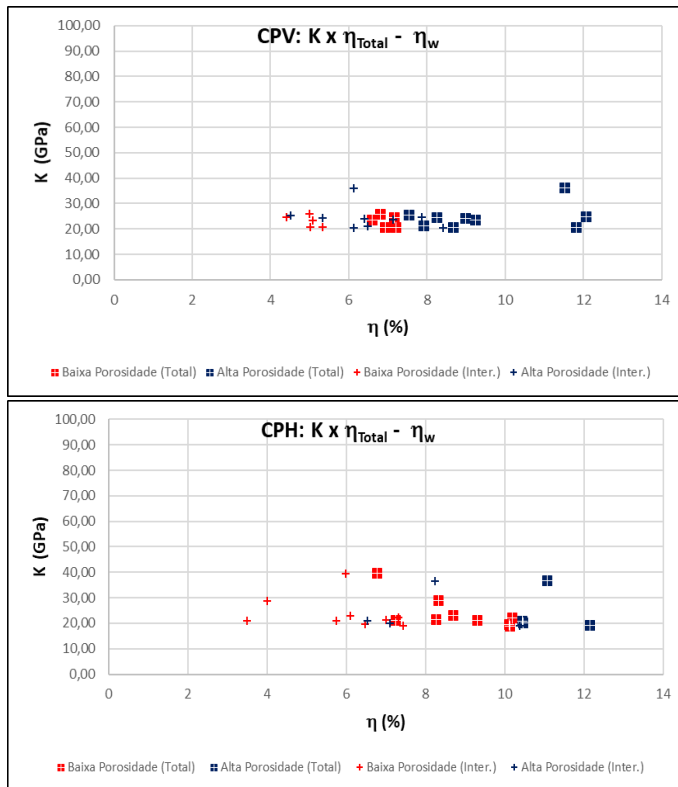 CPV: K x ηTotal - ηw
100,00
90,00
80,00
70,00
60,00
50,00
40,00
30,00
20,00
10,00
0,00
K (GPa)
0 2 4 6 8 10 12 14
η (%)
Baixa Porosidade (Total) Alta Porosidade (Total) Baixa Porosidade (Inter.) Alta Porosidade (Inter.)
CPH: K x ηTotal - ηw
100,00
90,00
80,00
70,00
60,00
50,00
40,00
30,00
20,00
10,00
0,00
K (GPa)
0 2 4 6 8 10 12 14
η (%)
Baixa Porosidade (Total) Alta Porosidade (Total) Baixa Porosidade (Inter.) Alta Porosidade (Inter.)